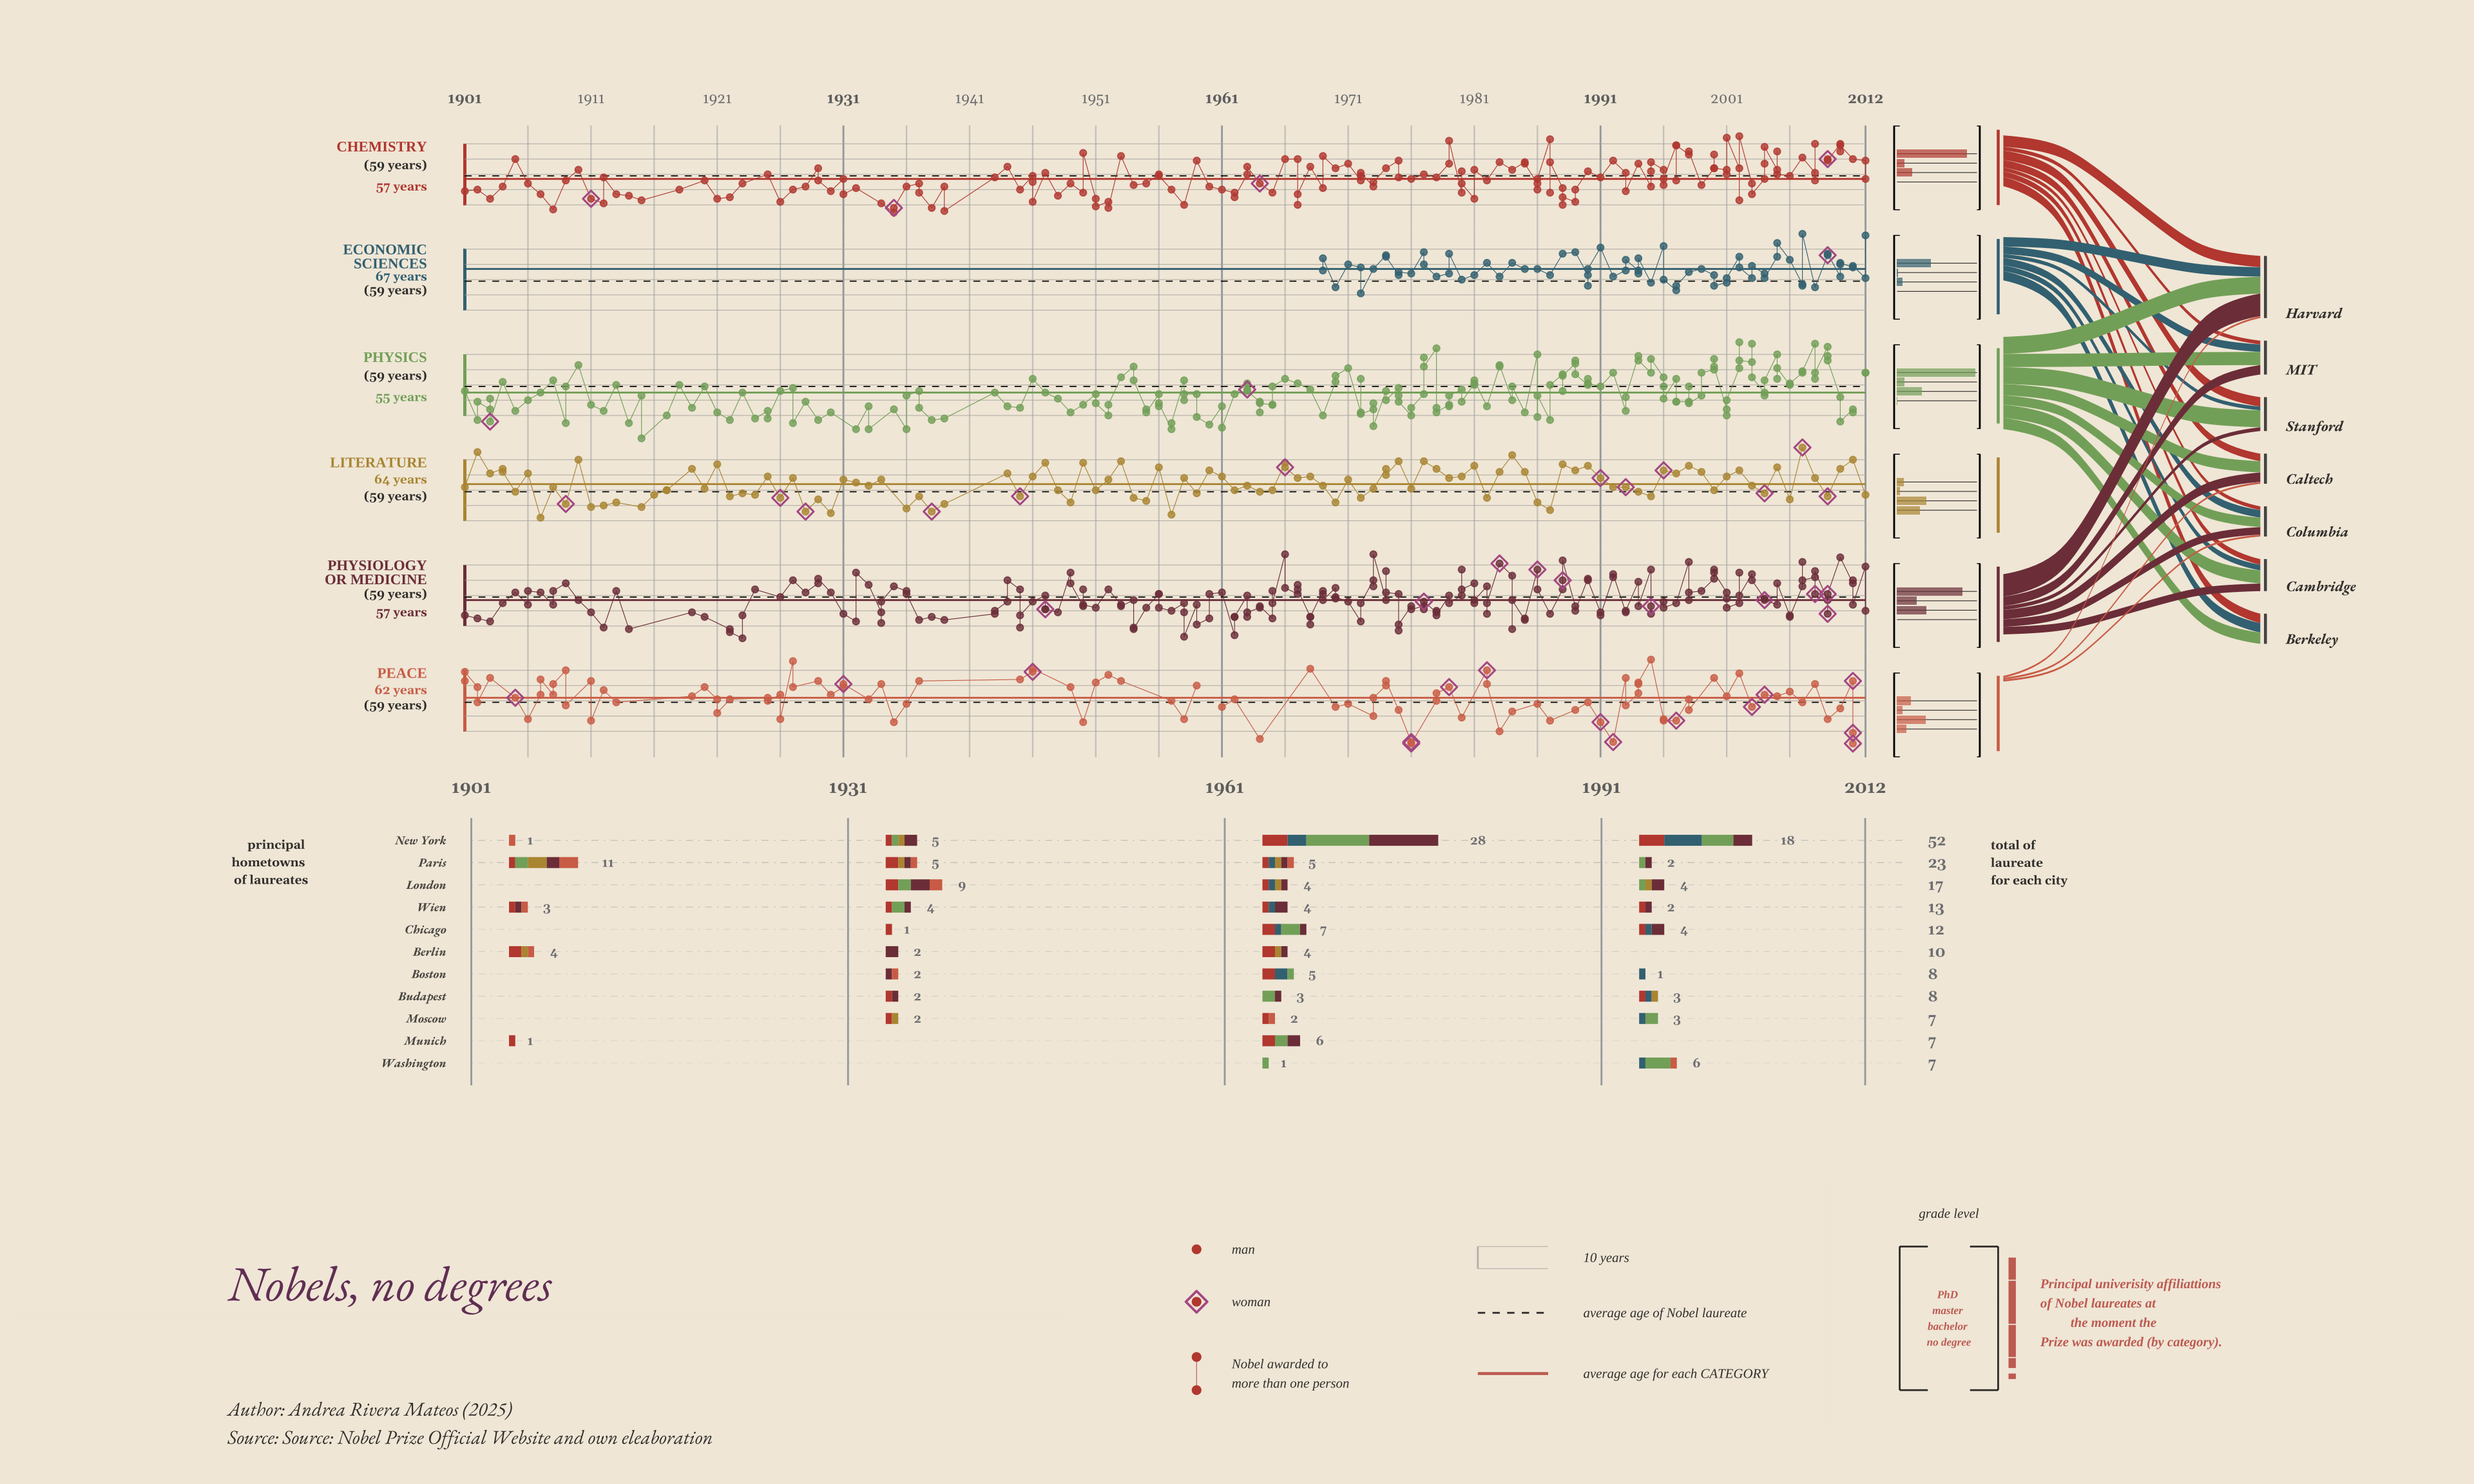 1901 1911 1921 1931 1941 1951 1961 1971 1981 1991 2001 2012
CHEMISTRY
(59 years)
57 years
ECONOMIC
SCIENCES
67 years
(59 years)
PHYSICS
(59 years)
55 years
LITERATURE
64 years
(59 years)
PHYSIOLOGY
OR MEDICINE
(59 years)
57 years
PEACE
62 years
(59 years)
Harvard
MIT
Stanford
Caltech
Columbia
Cambridge
Berkeley
1901 1931 1961 1991 2012
principal
hometowns
of laureates
New York 1 5 28 18 52
Paris 11 5 5 2 23
London 9 4 4 17
Wien 3 4 4 2 13
Chicago 1 7 4 12
Berlin 4 2 4 10
Boston 2 5 1 8
Budapest 2 3 3 8
Moscow 2 2 3 7
Munich 1 6 7
Washington 1 6 7
total of
laureate
for each city
Nobels, no degrees
Author: Andrea Rivera Mateos (2025)
Source: Source: Nobel Prize Official Website and own eleaboration
man
woman
Nobel awarded to
more than one person
10 years
average age of Nobel laureate
average age for each CATEGORY
grade level
PhD
master
bachelor
no degree
Principal univerisity affiliattions
of Nobel laureates at
the moment the
Prize was awarded (by category).